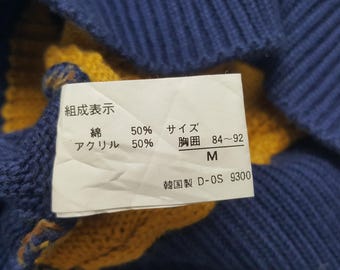 組成表示
綿 50% サイズ
アクリル 50% 胸囲 84~92
M
韓国製 D-0S 9300